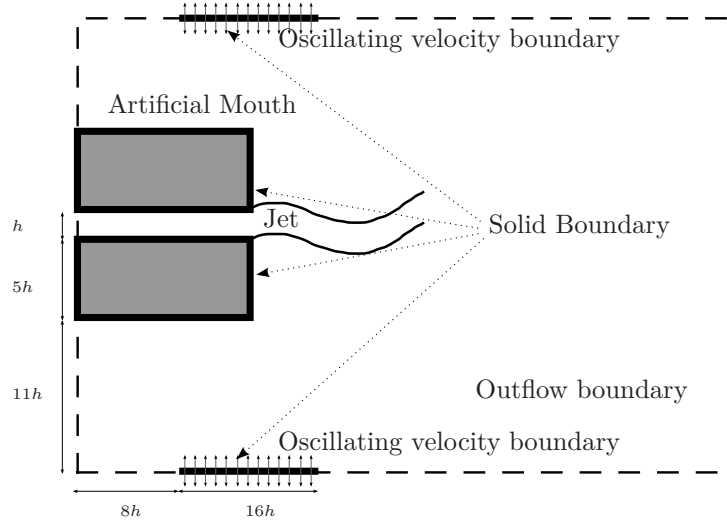 Oscillating velocity boundary
Artificial Mouth
Jet
Solid Boundary
h
5h
11h
Outflow boundary
Oscillating velocity boundary
8h
16h